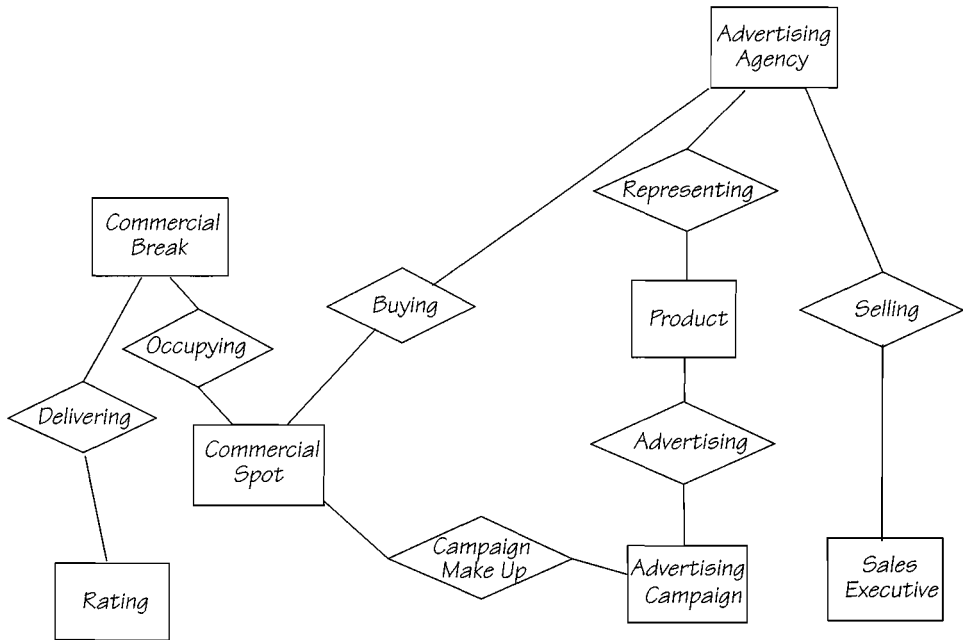 Advertising
Agency
Representing
Commercial
Break
Buying
Product
Selling
Occupying
Delivering
Advertising
Commercial
Spot
Campaign
Make Up
Advertising
Campaign
Sales
Executive
Rating